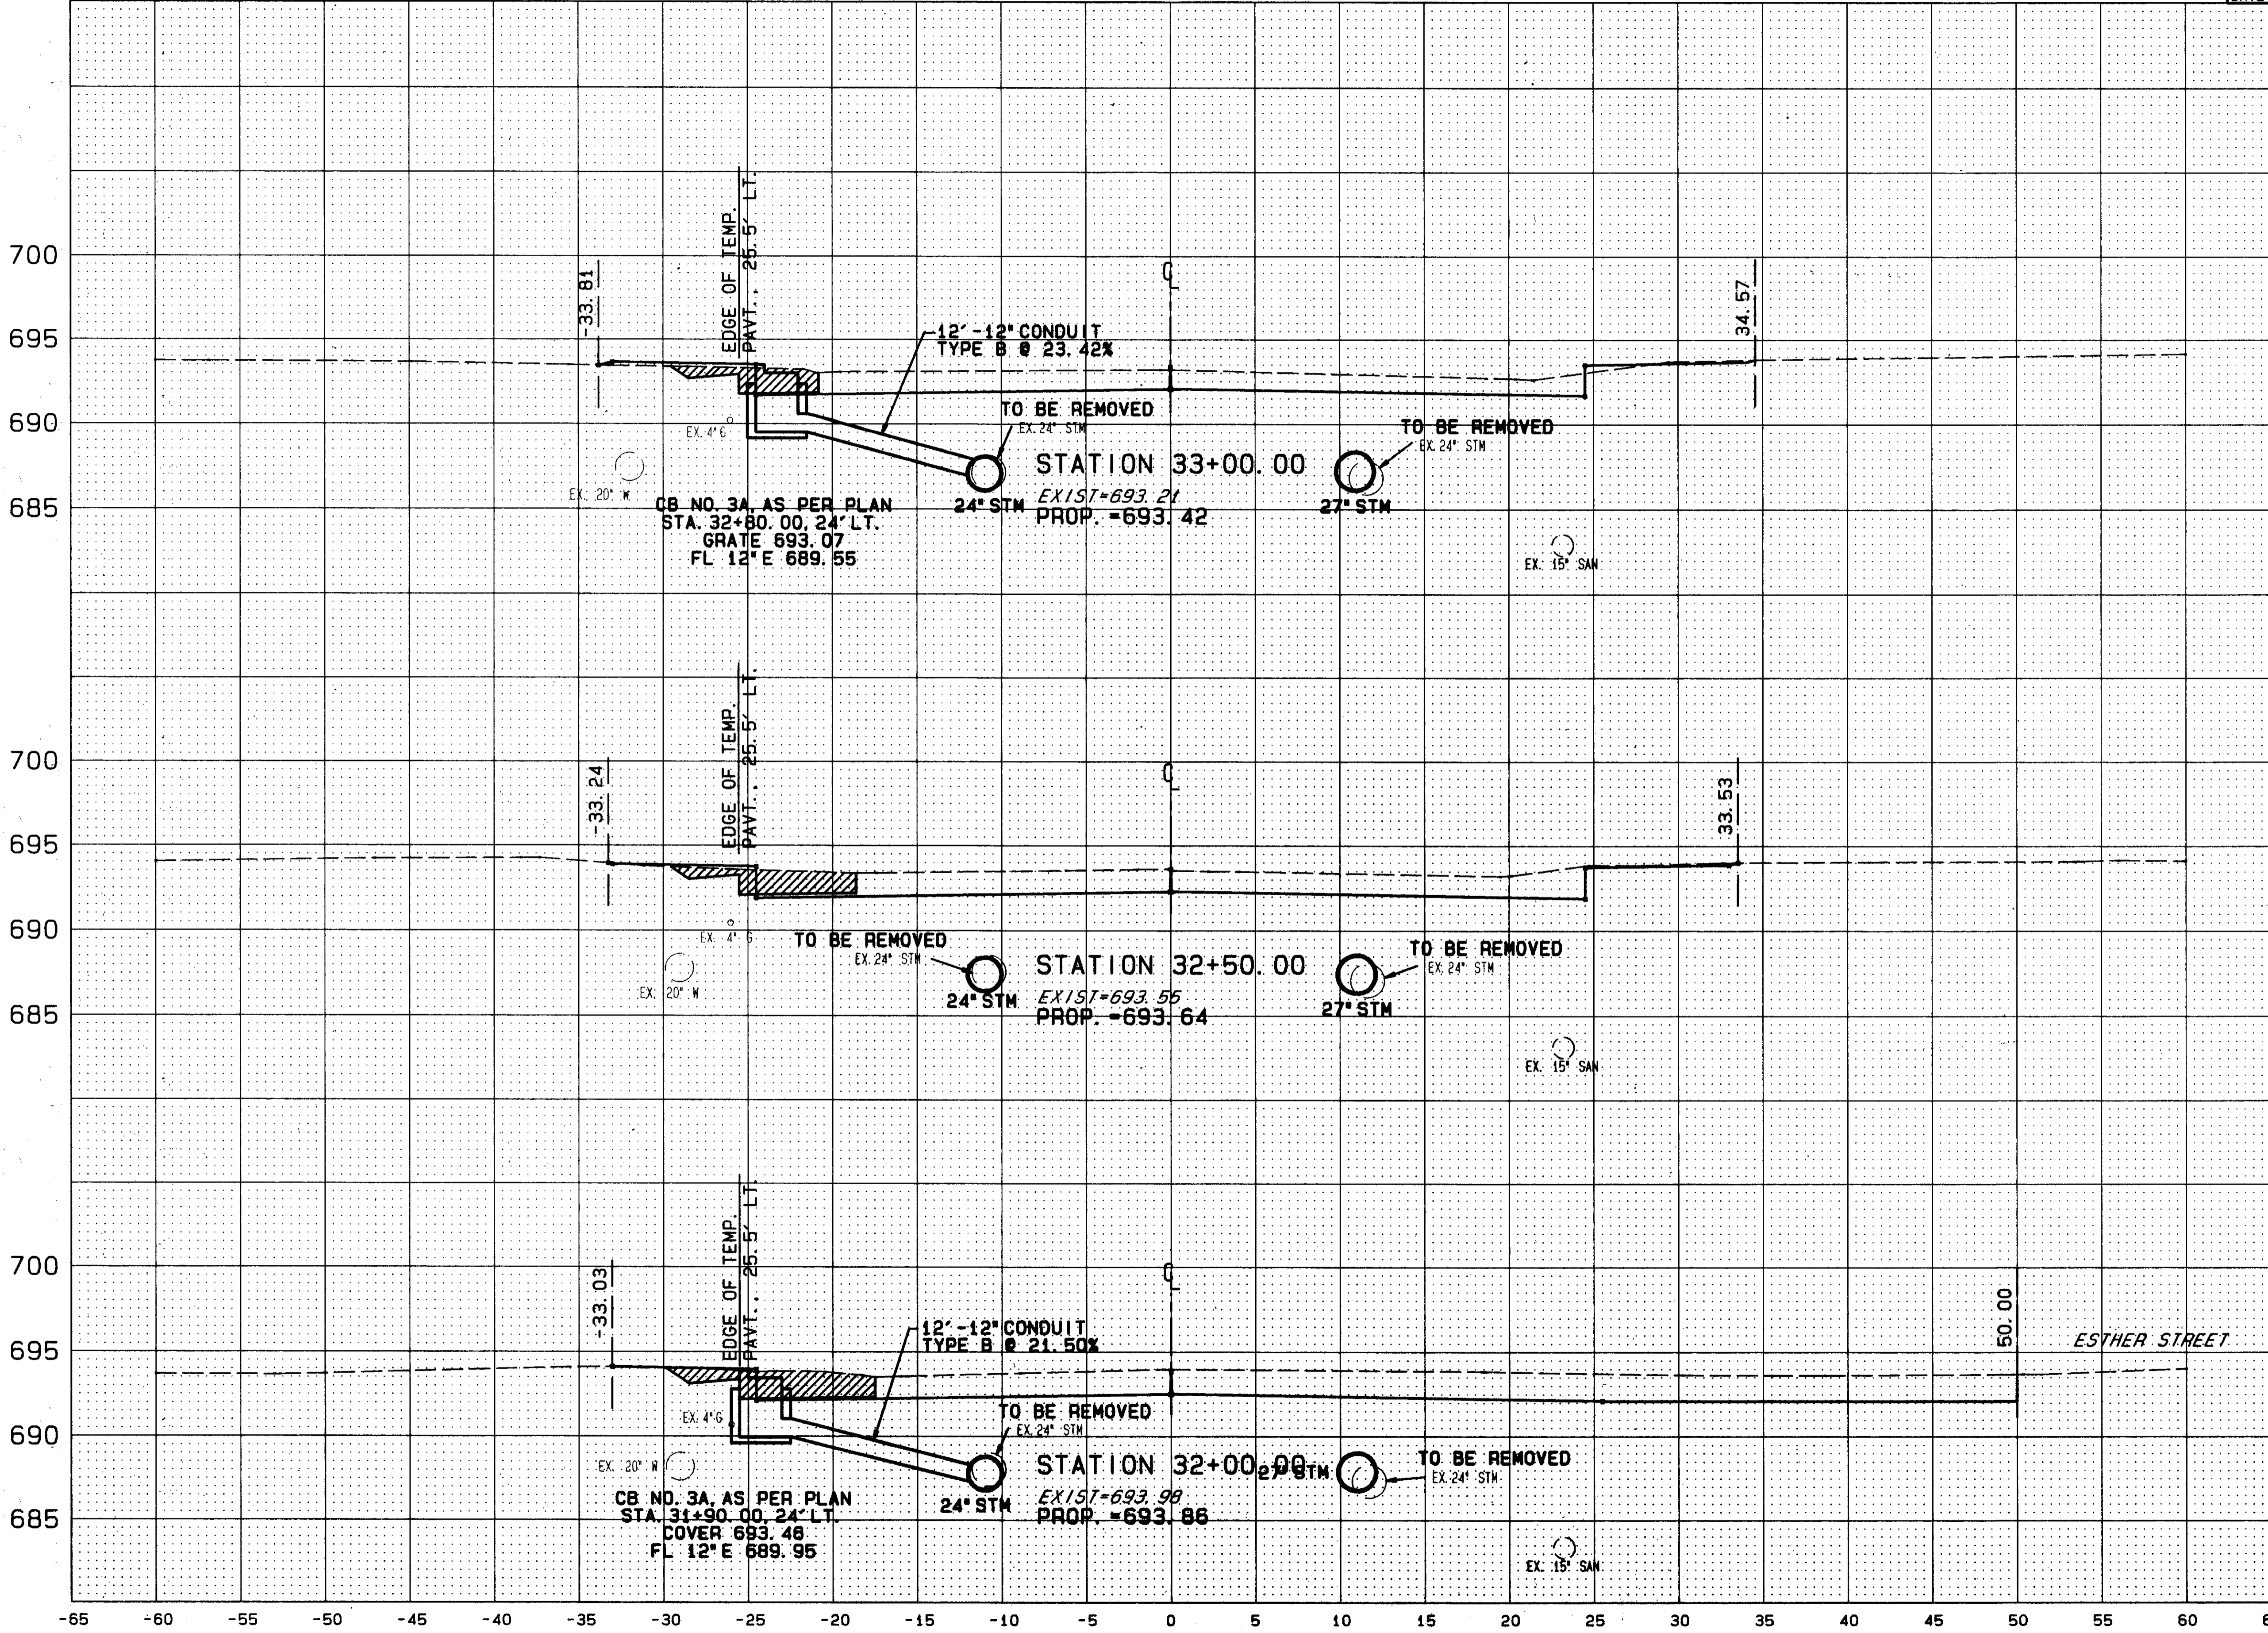 700
695
690
685
-33. 81
EDGE OF TEMP.
PAVT., 25. 5' LT.
12'-12" CONDUIT
TYPE B @ 23. 42%
34. 57
TO BE REMOVED
EX. 24" STM
TO BE REMOVED
EX. 24" STM
EX. 4" G
EX. 20" W
STATION 33+00. 00
EXIST=693. 21
PROP. =693. 42
24" STM
27" STM
CB NO. 3A, AS PER PLAN
STA. 32+80. 00, 24' LT.
GRATE 693. 07
FL 12" E 689. 55
EX. 15" SAN
700
695
690
685
-33. 24
EDGE OF TEMP.
PAVT., 25. 5' LT.
33. 53
EX. 4" G
EX. 20" W
TO BE REMOVED
EX. 24" STM
24" STM
STATION 32+50. 00
EXIST=693. 55
PROP. =693. 64
TO BE REMOVED
EX. 24" STM
27" STM
EX. 15" SAN
700
695
690
685
-33. 03
EDGE OF TEMP.
PAVT., 25. 5' LT.
12'-12" CONDUIT
TYPE B @ 21. 50%
50. 00
ESTHER STREET
EX. 4" G
EX. 20" W
TO BE REMOVED
EX. 24" STM
STATION 32+00. 00
EXIST=693. 98
PROP. =693. 86
24" STM
27" STM
TO BE REMOVED
EX. 24" STM
CB NO. 3A, AS PER PLAN
STA. 31+90. 00, 24' LT.
COVER 693. 48
FL 12" E 689. 95
EX. 15" SAN
-65 -60 -55 -50 -45 -40 -35 -30 -25 -20 -15 -10 -5 0 5 10 15 20 25 30 35 40 45 50 55 60